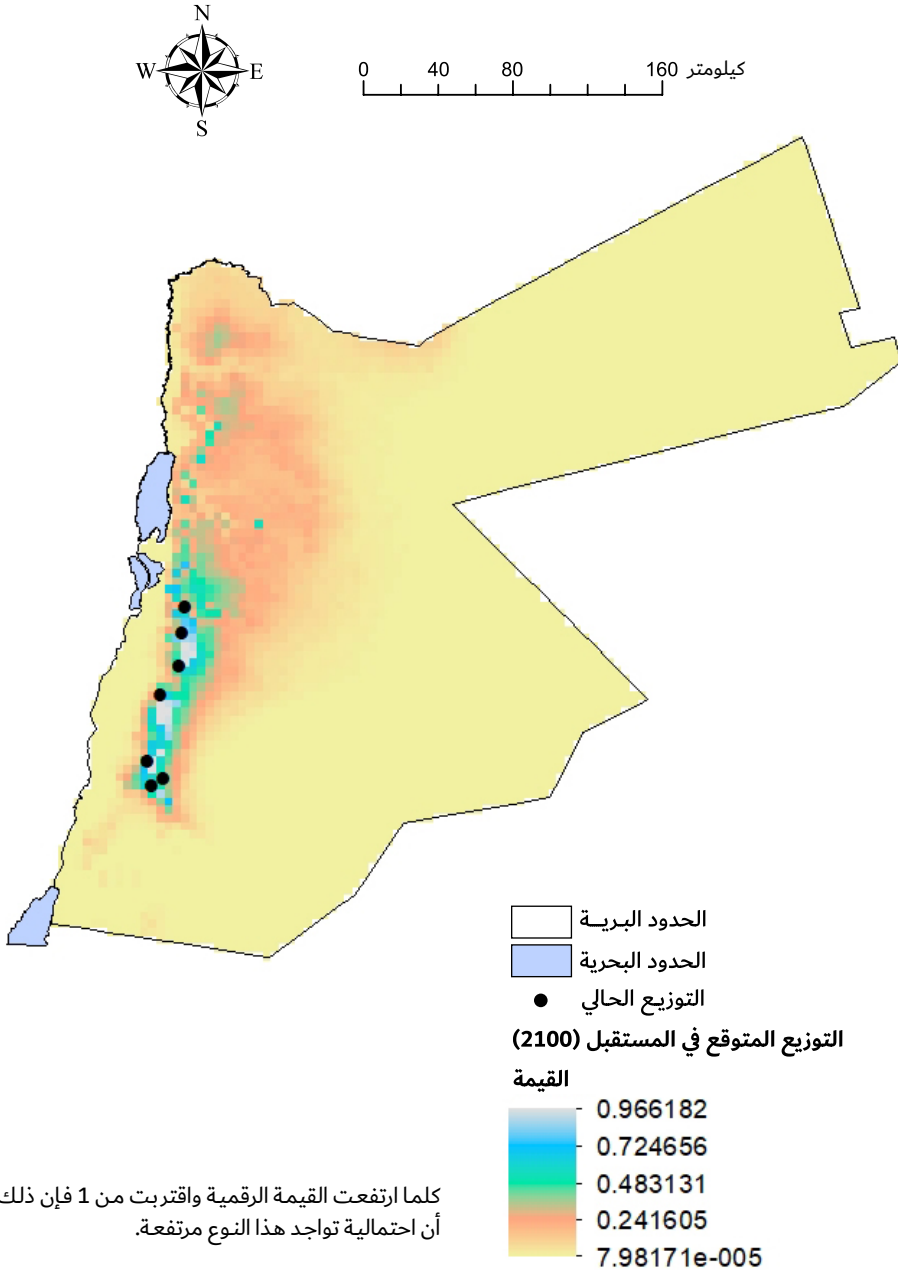 N
W E
S
0 40 80 160 كيلومتر
الحدود البرية
الحدود البحرية
التوزيع الحالي
التوزيع المتوقع في المستقبل (2100)
القيمة
0.966182
0.724656
0.483131
0.241605
7.98171e-005
كلما ارتفعت القيمة الرقمية واقتربت من 1 فإن ذلك
أن احتمالية تواجد هذا النوع مرتفعة.